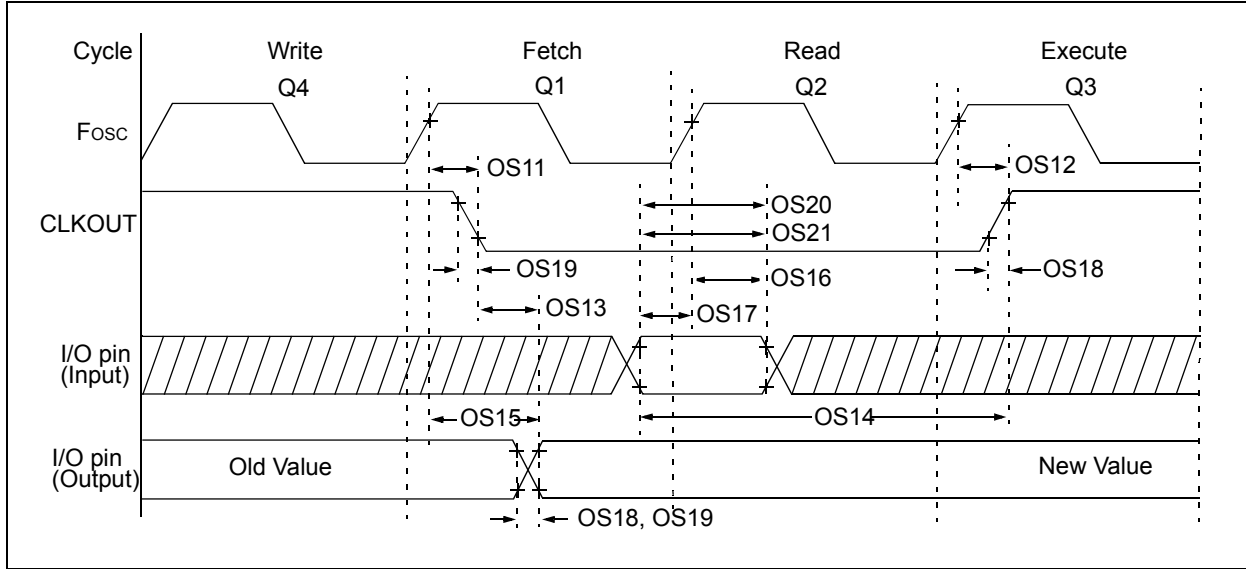 Cycle Write Fetch Read Execute
Q4 Q1 Q2 Q3
Fosc
OS11 OS12
CLKOUT
OS20
OS21
OS19 OS16 OS18
OS13 OS17
I/O pin
(Input)
OS15 OS14
I/O pin
(Output)
Old Value New Value
OS18, OS19